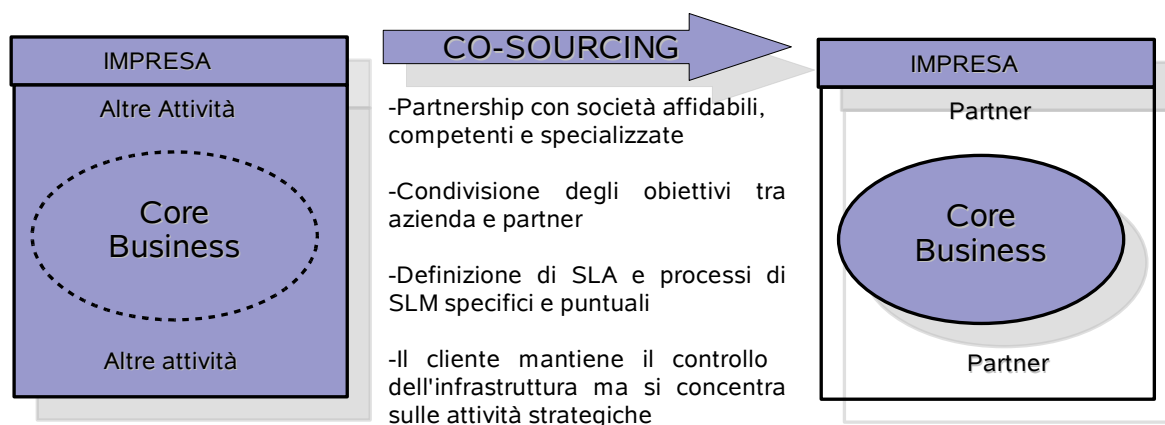 IMPRESA
Altre Attività
Core
Business
Altre attività
CO-SOURCING
-Partnership con società affidabili,
competenti e specializzate
-Condivisione degli obiettivi tra
azienda e partner
-Definizione di SLA e processi di
SLM specifici e puntuali
-Il cliente mantiene il controllo
dell'infrastruttura ma si concentra
sulle attività strategiche
IMPRESA
Partner
Core
Business
Partner